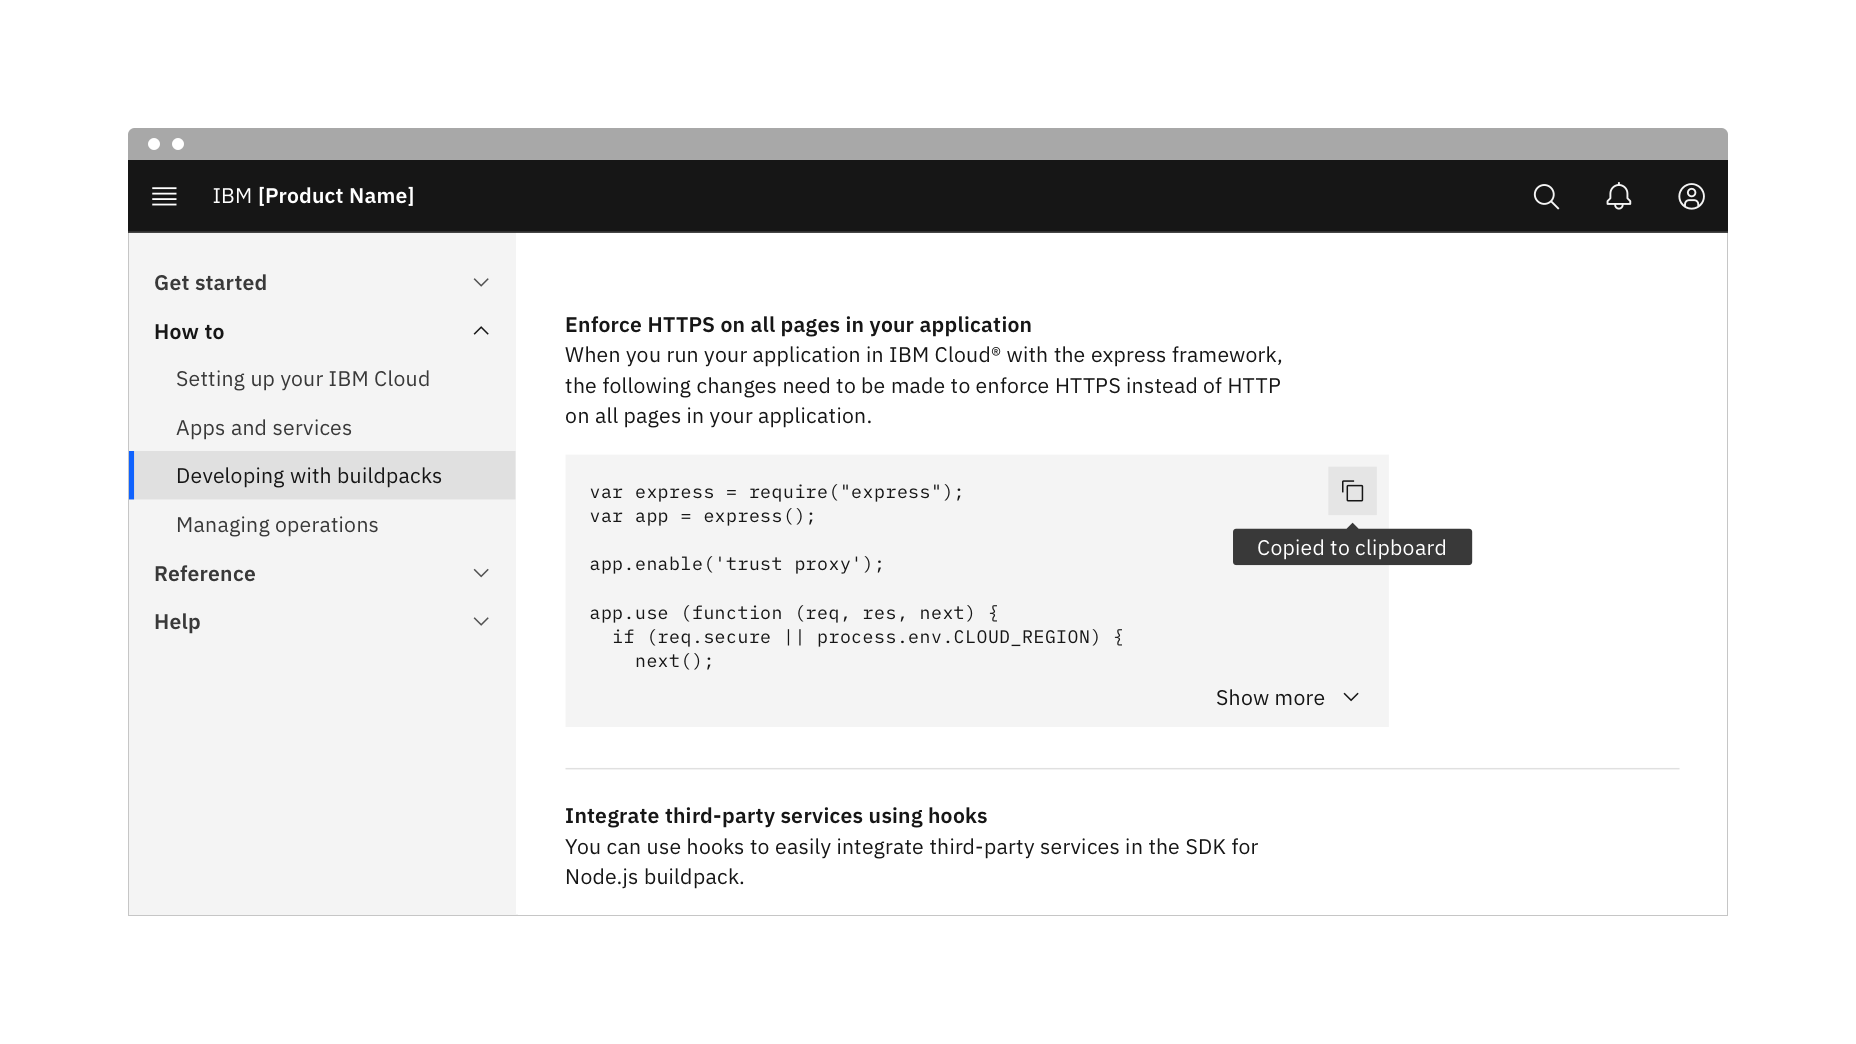 IBM [Product Name]
Get started
How to
Setting up your IBM Cloud
Apps and services
Developing with buildpacks
Managing operations
Reference
Help
Enforce HTTPS on all pages in your application
When you run your application in IBM Cloud® with the express framework,
the following changes need to be made to enforce HTTPS instead of HTTP
on all pages in your application.
var express = require("express");
var app = express();
Copied to clipboard
app.enable('trust proxy');
app.use (function (req, res, next) {
  if (req.secure || process.env.CLOUD_REGION) {
    next();
Show more
Integrate third-party services using hooks
You can use hooks to easily integrate third-party services in the SDK for
Node.js buildpack.